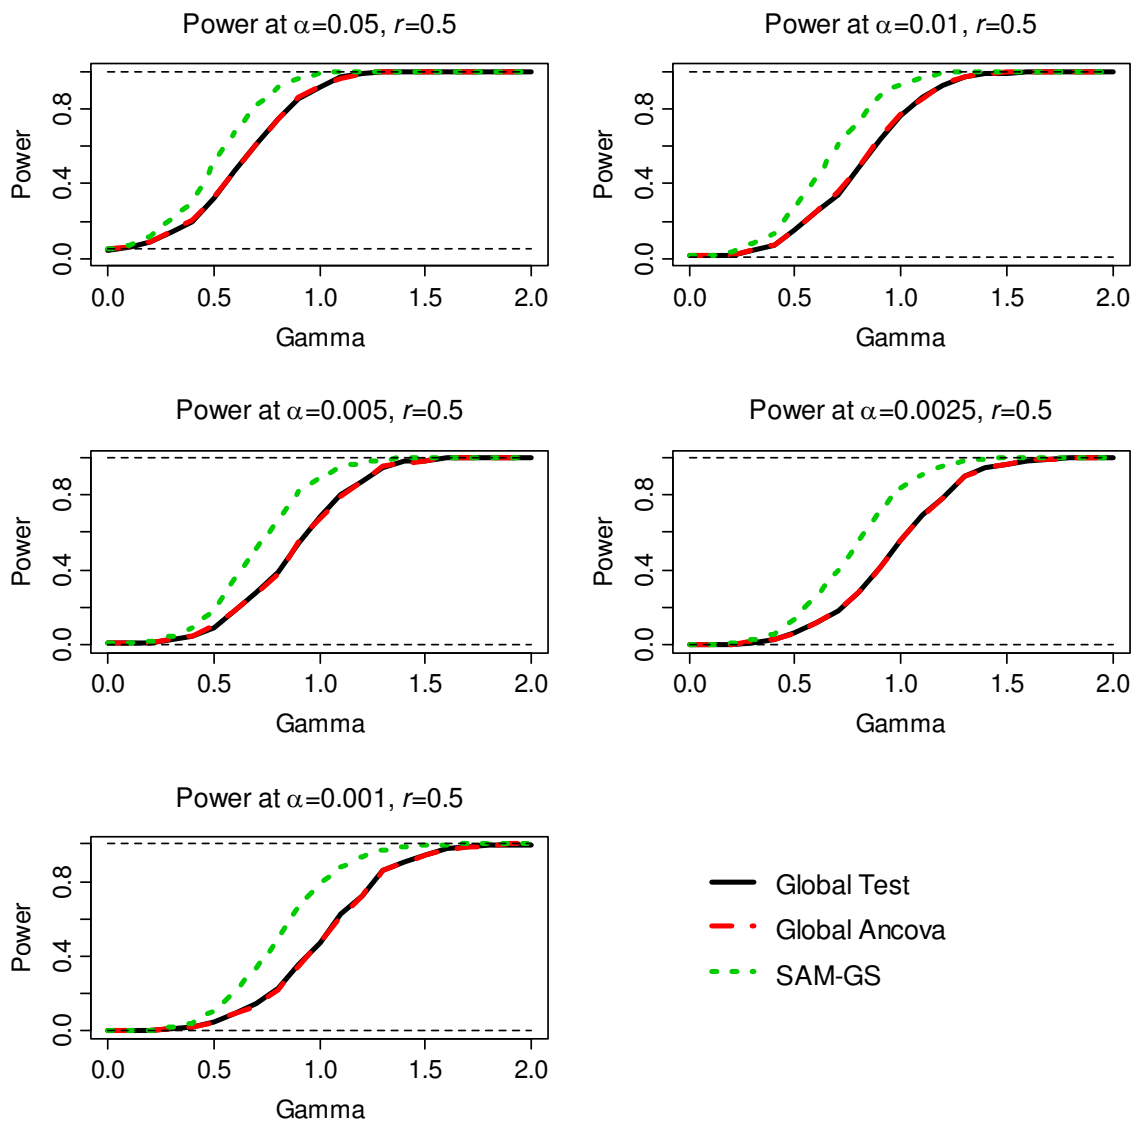 Power at α=0.05, r=0.5
Power
0.0 0.4 0.8
0.0 0.5 1.0 1.5 2.0
Gamma
Power at α=0.01, r=0.5
Power
0.0 0.4 0.8
0.0 0.5 1.0 1.5 2.0
Gamma
Power at α=0.005, r=0.5
Power
0.0 0.4 0.8
0.0 0.5 1.0 1.5 2.0
Gamma
Power at α=0.0025, r=0.5
Power
0.0 0.4 0.8
0.0 0.5 1.0 1.5 2.0
Gamma
Power at α=0.001, r=0.5
Power
0.0 0.4 0.8
0.0 0.5 1.0 1.5 2.0
Gamma
Global Test
Global Ancova
SAM-GS